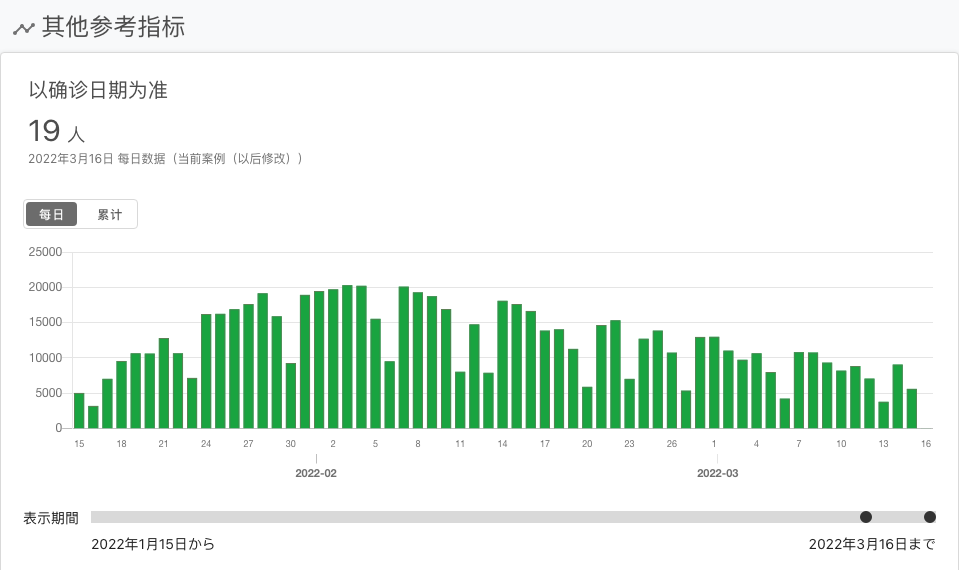 其他参考指标
以确诊日期为准
19 人
2022年3月16日 每日数据（当前案例（以后修改））
每日 累计
25000
20000
15000
10000
5000
0
15 18 21 24 27 30 2 5 8 11 14 17 20 23 26 1 4 7 10 13 16
2022-02 2022-03
表示期間
2022年1月15日から 2022年3月16日まで